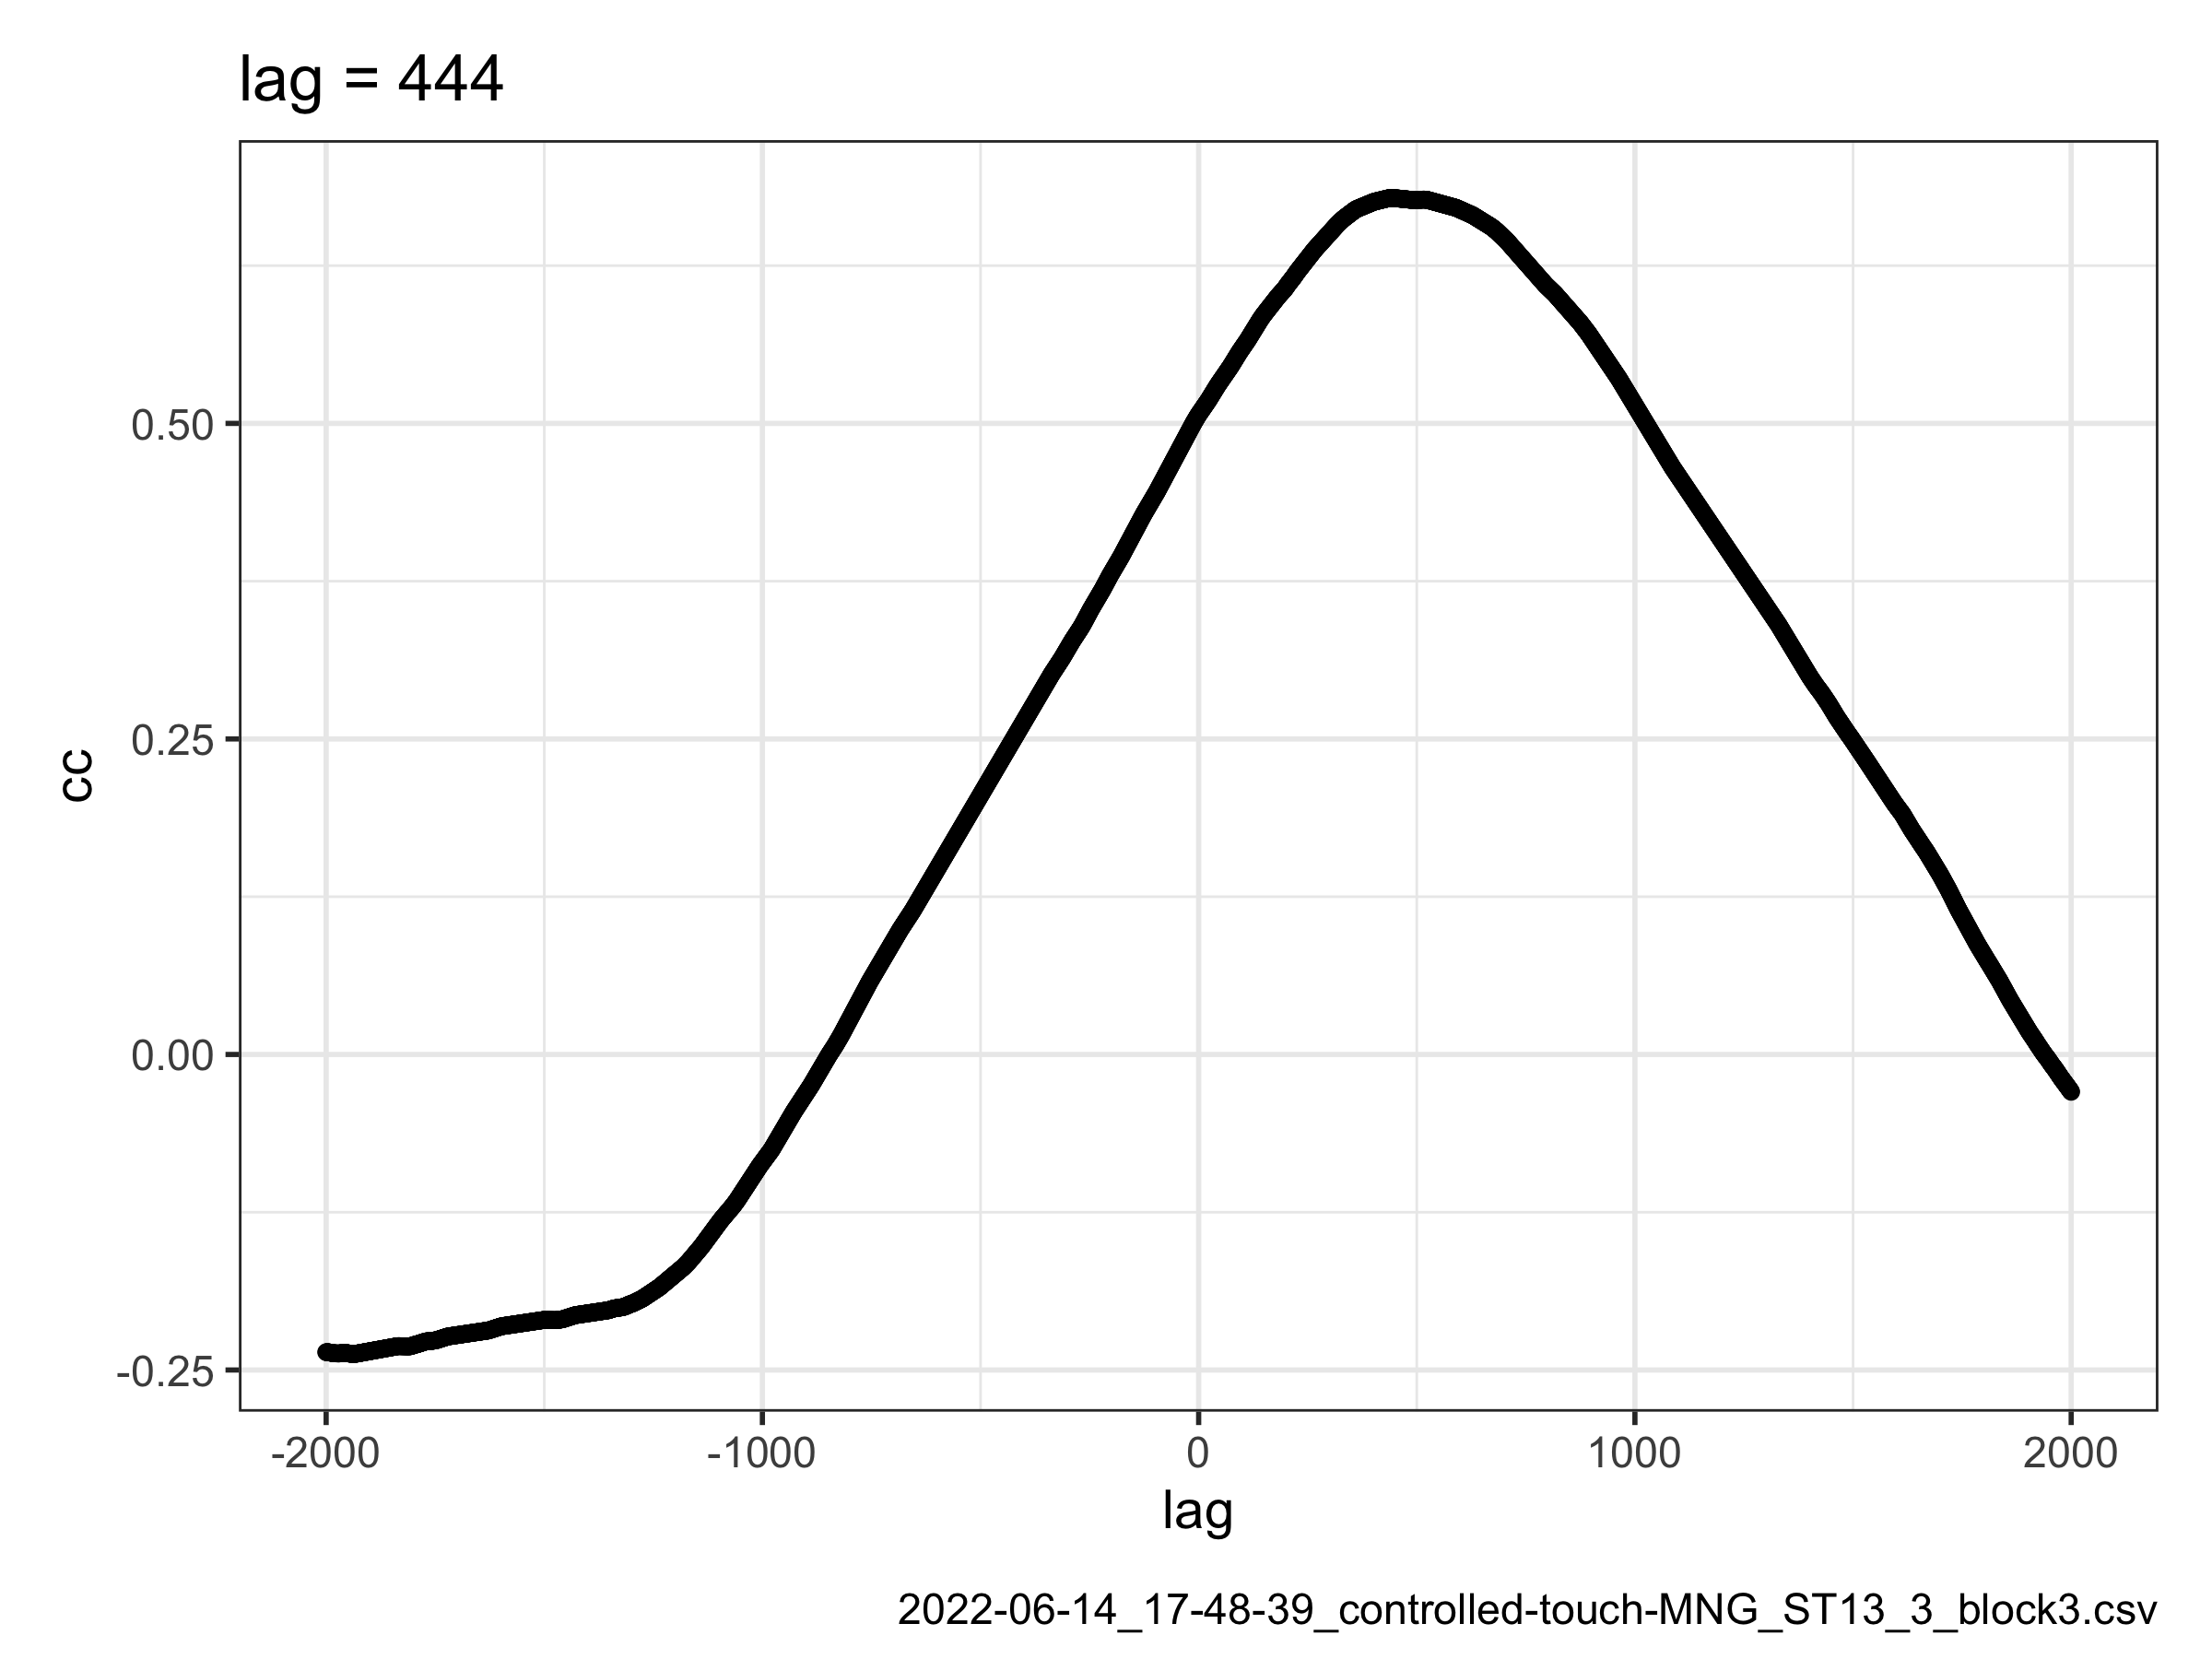 lag = 444
cc
0.50
0.25
0.00
-0.25
-2000 -1000 0 1000 2000
lag
2022-06-14_17-48-39_controlled-touch-MNG_ST13_3_block3.csv